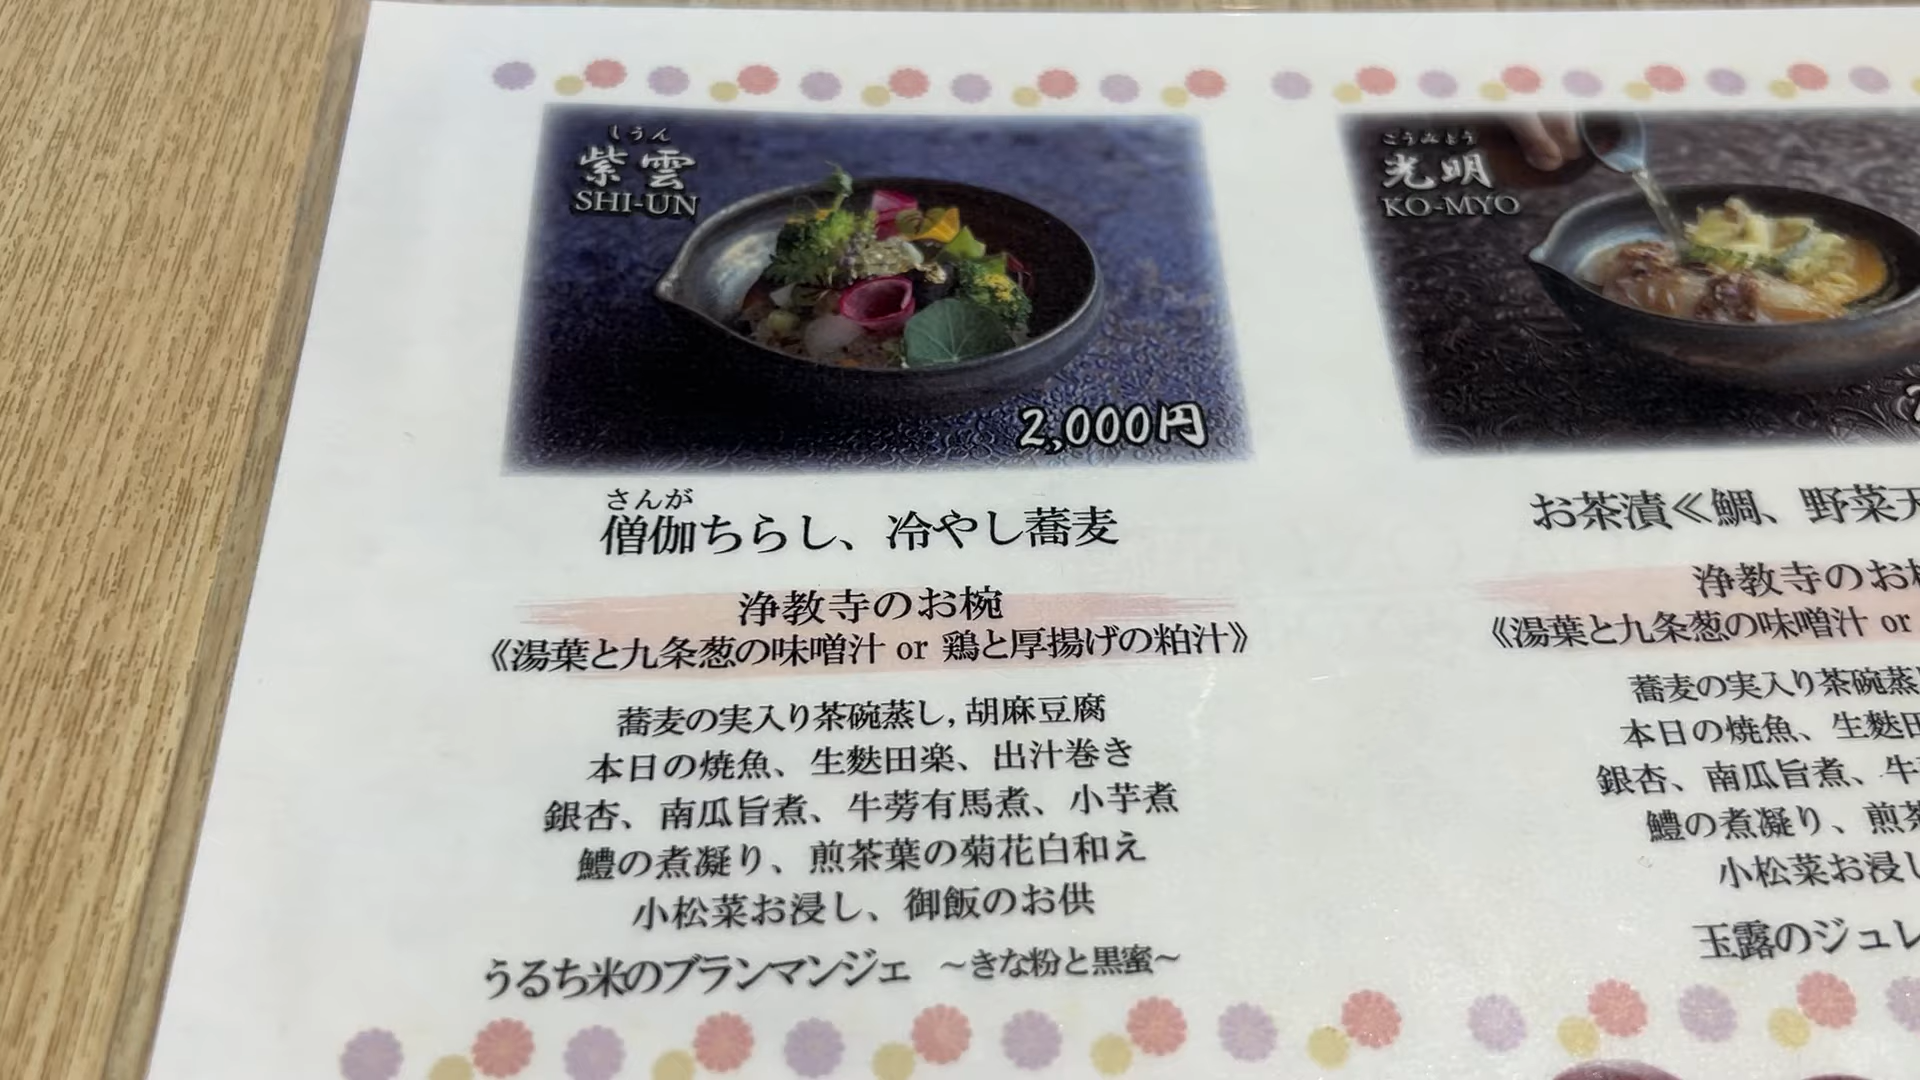 しうん
紫雲
SHI-UN
2,000円
さんが
僧伽ちらし、冷やし蕎麦
浄教寺のお椀
《湯葉と九条葱の味噌汁 or 鶏と厚揚げの粕汁》
蕎麦の実入り茶碗蒸し,胡麻豆腐
本日の焼魚、生麩田楽、出汁巻き
銀杏、南瓜旨煮、牛蒡有馬煮、小芋煮
鱧の煮凝り、煎茶葉の菊花白和え
小松菜お浸し、御飯のお供
うるち米のブランマンジェ ~きな粉と黒蜜~
こうみょう
光明
KO-MYO
お茶漬≪鯛、野菜天
浄教寺のお
《湯葉と九条葱の味噌汁 or
蕎麦の実入り茶碗蒸
本日の焼魚、生麩田
銀杏、南瓜旨煮、牛
鱧の煮凝り、煎茶
小松菜お浸し
玉露のジュレ